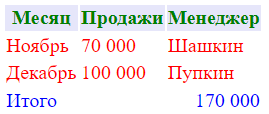 Месяц Продажи Менеджер
Ноябрь 70 000 Шашкин
Декабрь 100 000 Пупкин
Итого 170 000